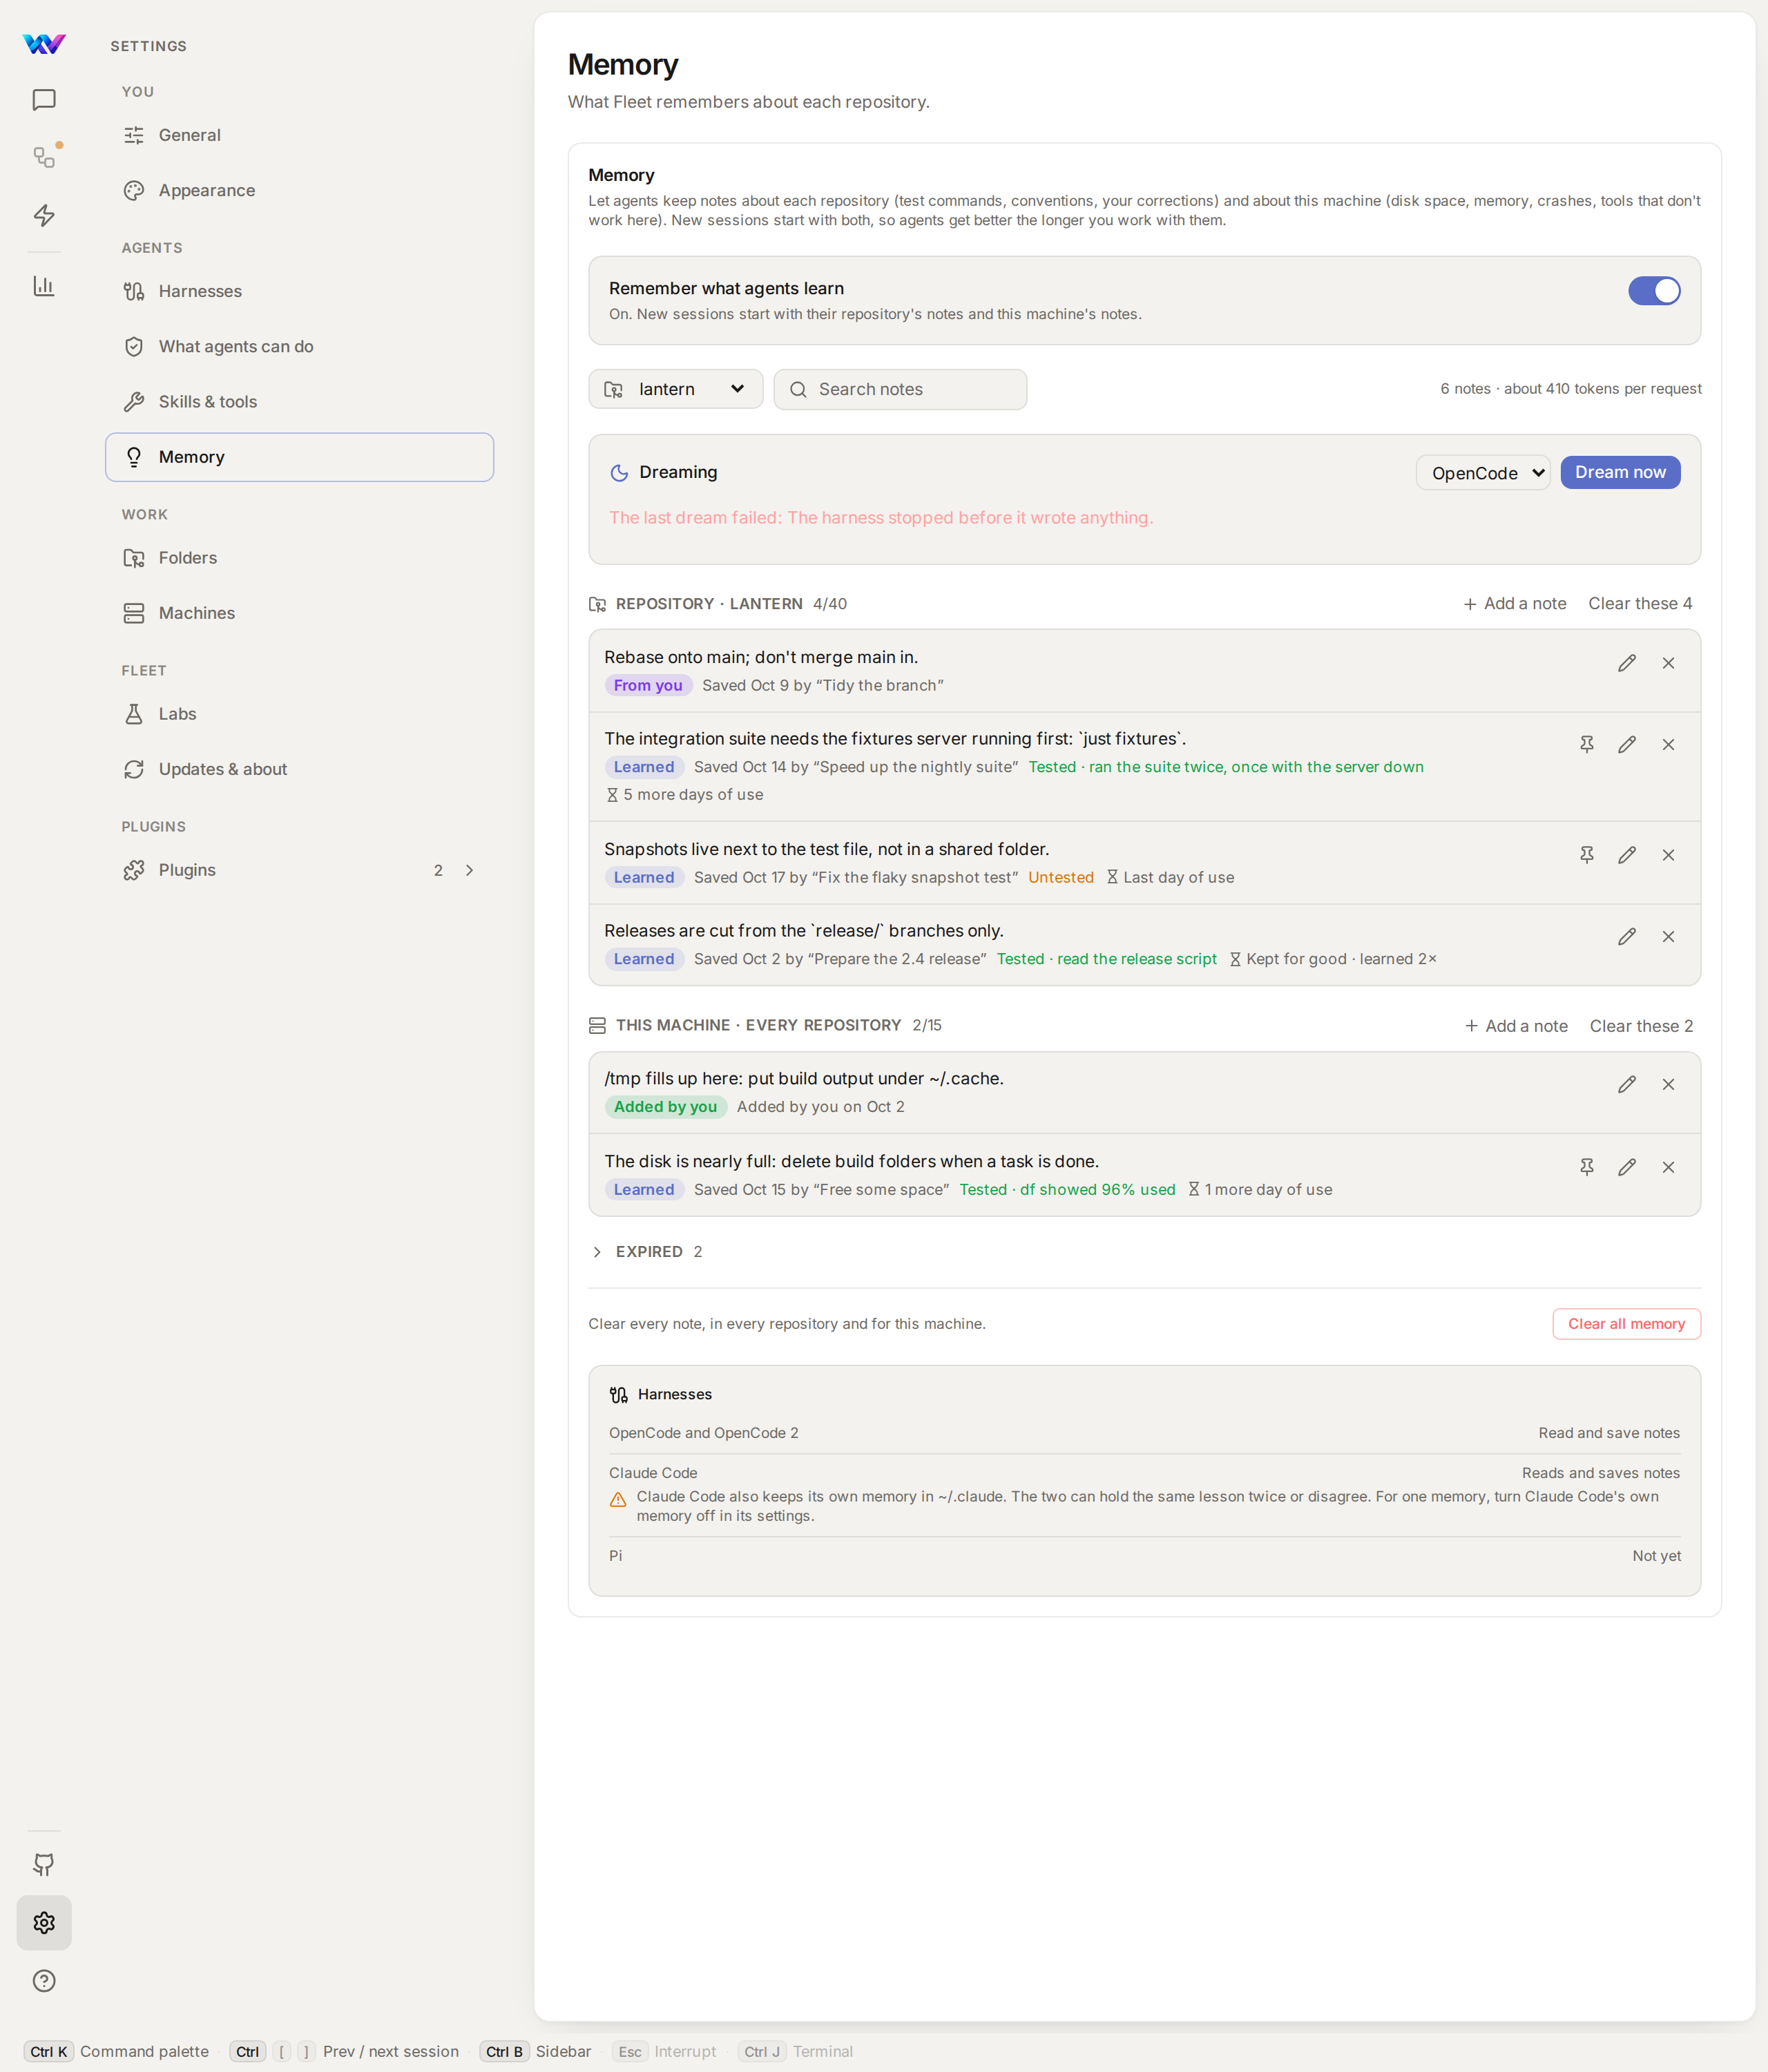 SETTINGS
YOU
General
Appearance
AGENTS
Harnesses
What agents can do
Skills & tools
Memory
WORK
Folders
Machines
FLEET
Labs
Updates & about
PLUGINS
Plugins 2
Memory
What Fleet remembers about each repository.
Memory
Let agents keep notes about each repository (test commands, conventions, your corrections) and about this machine (disk space, memory, crashes, tools that don't
work here). New sessions start with both, so agents get better the longer you work with them.
Remember what agents learn
On. New sessions start with their repository's notes and this machine's notes.
lantern Search notes 6 notes · about 410 tokens per request
Dreaming OpenCode Dream now
The last dream failed: The harness stopped before it wrote anything.
REPOSITORY · LANTERN 4/40 Add a note Clear these 4
Rebase onto main; don't merge main in.
From you Saved Oct 9 by “Tidy the branch”
The integration suite needs the fixtures server running first: `just fixtures`.
Learned Saved Oct 14 by “Speed up the nightly suite” Tested · ran the suite twice, once with the server down
5 more days of use
Snapshots live next to the test file, not in a shared folder.
Learned Saved Oct 17 by “Fix the flaky snapshot test” Untested Last day of use
Releases are cut from the `release/` branches only.
Learned Saved Oct 2 by “Prepare the 2.4 release” Tested · read the release script Kept for good · learned 2×
THIS MACHINE · EVERY REPOSITORY 2/15 Add a note Clear these 2
/tmp fills up here: put build output under ~/.cache.
Added by you Added by you on Oct 2
The disk is nearly full: delete build folders when a task is done.
Learned Saved Oct 15 by “Free some space” Tested · df showed 96% used 1 more day of use
EXPIRED 2
Clear every note, in every repository and for this machine. Clear all memory
Harnesses
OpenCode and OpenCode 2 Read and save notes
Claude Code Reads and saves notes
Claude Code also keeps its own memory in ~/.claude. The two can hold the same lesson twice or disagree. For one memory, turn Claude Code's own
memory off in its settings.
Pi Not yet
Ctrl K Command palette · Ctrl [ ] Prev / next session · Ctrl B Sidebar · Esc Interrupt · Ctrl J Terminal